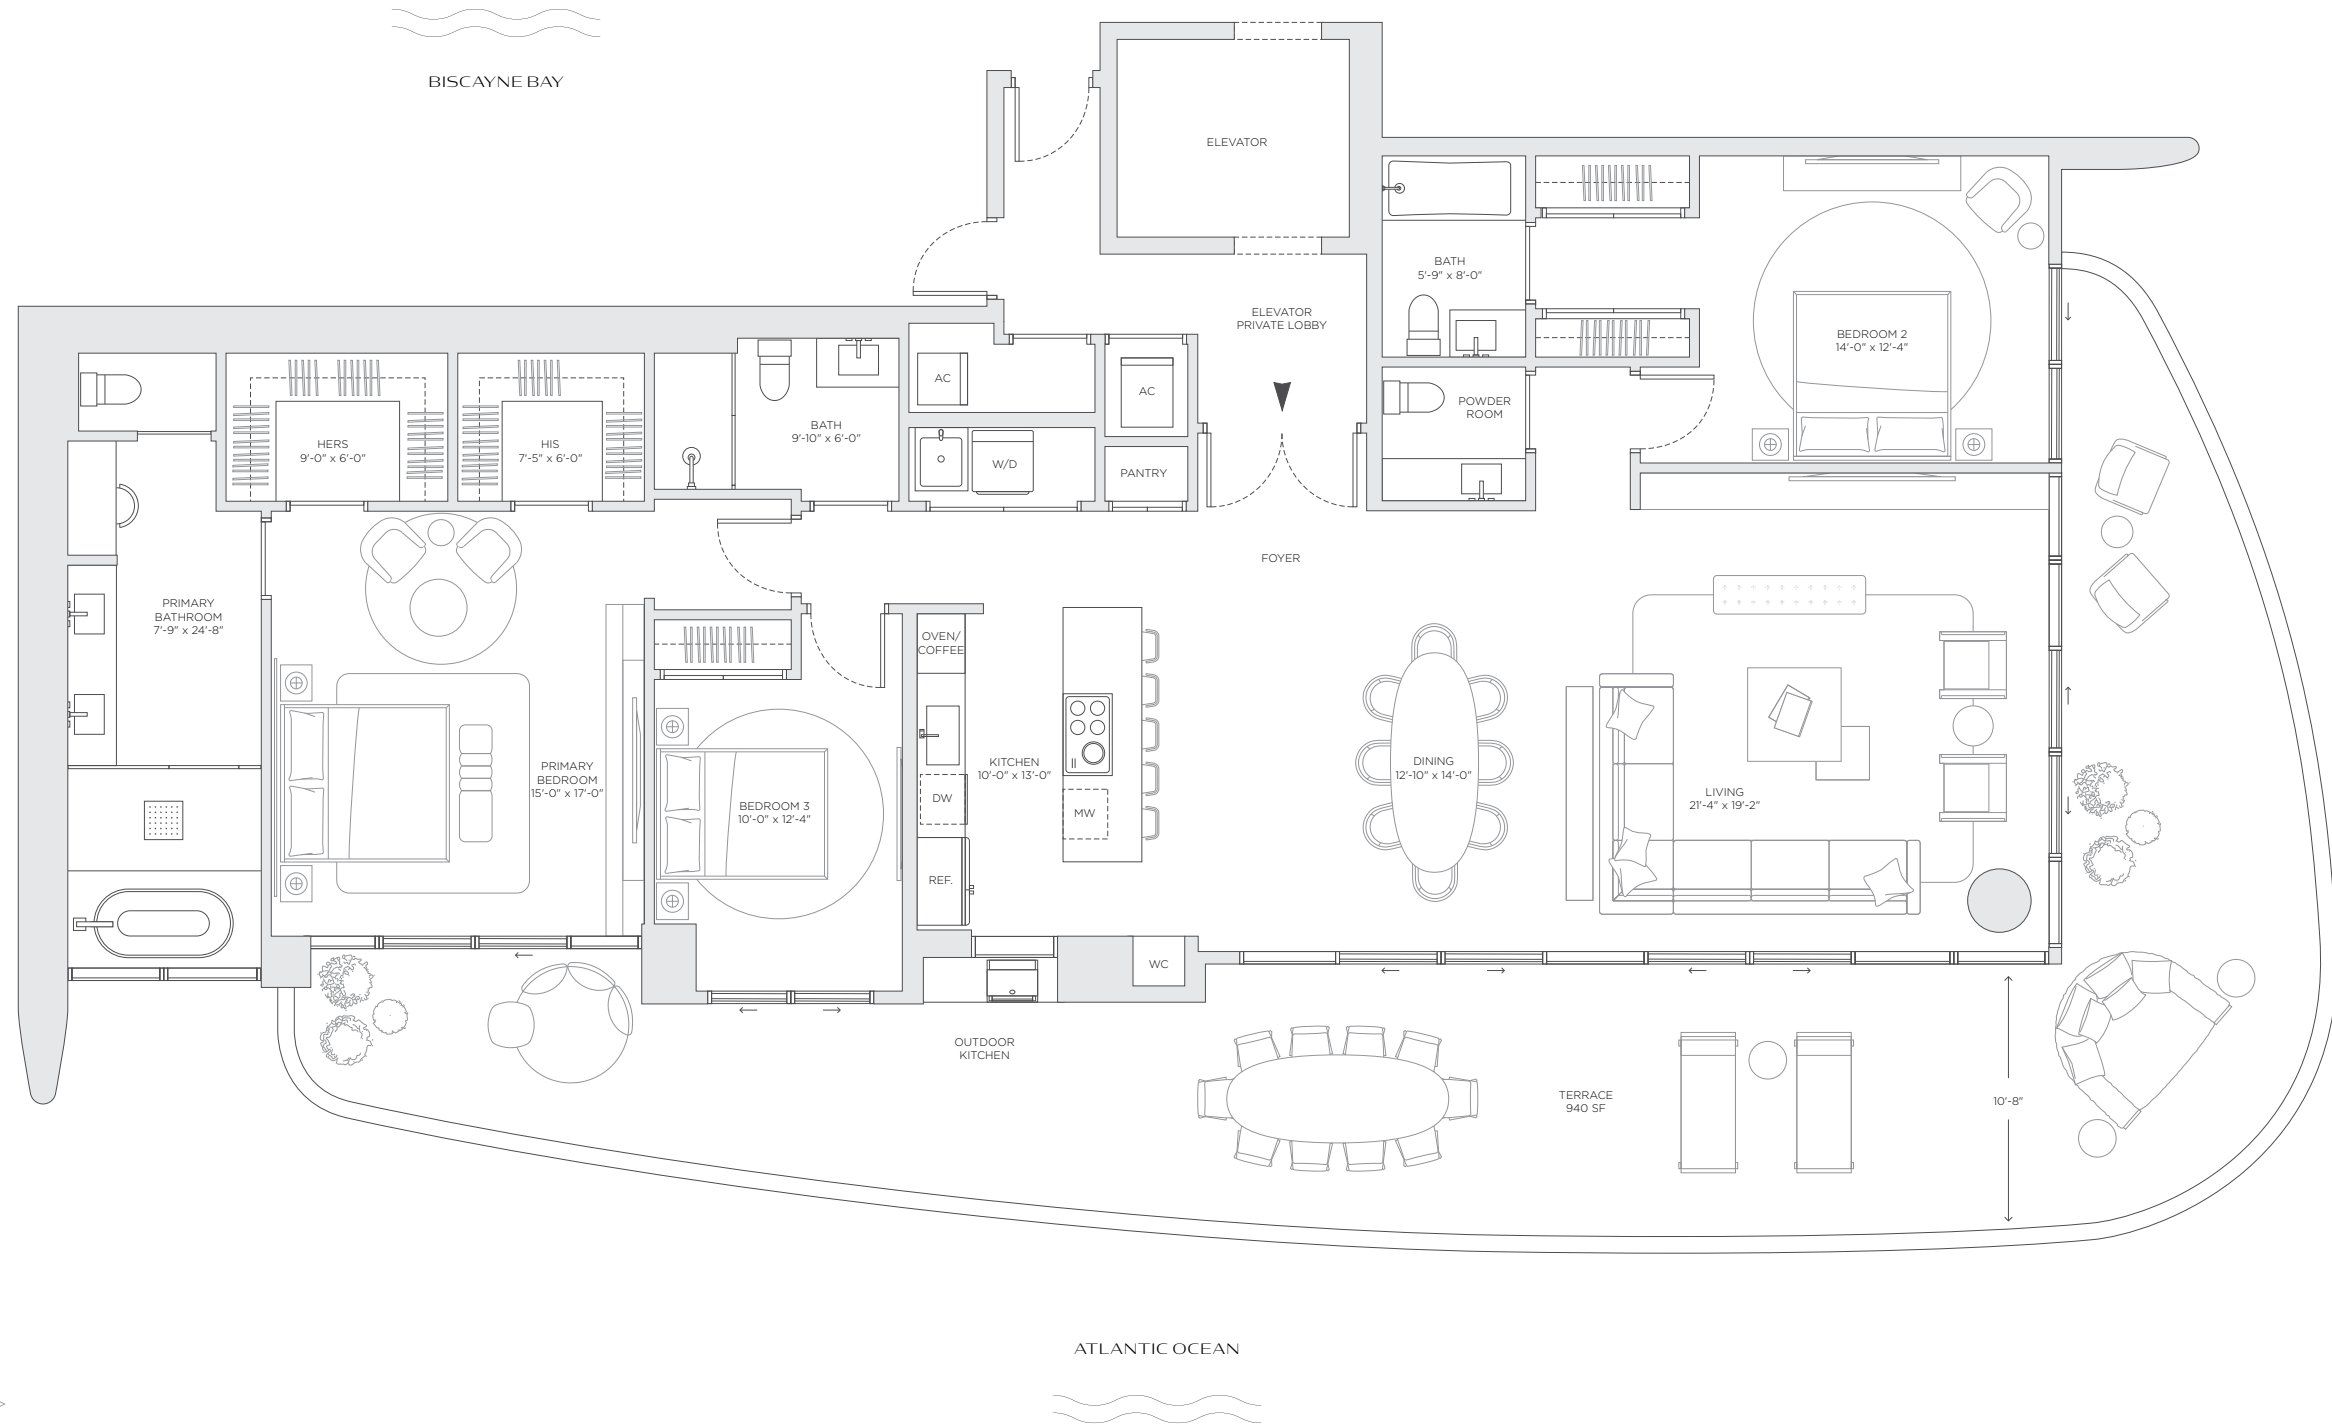 BISCAYNE BAY
ELEVATOR
BATH
5'-9" x 8'-0"
ELEVATOR
PRIVATE LOBBY
BEDROOM 2
14'-0" x 12'-4"
AC
AC
POWDER
ROOM
HERS
9'-0" x 6'-0"
HIS
7'-5" x 6'-0"
BATH
9'-10" x 6'-0"
W/D
PANTRY
FOYER
PRIMARY
BATHROOM
7'-9" x 24'-8"
OVEN/
COFFEE
PRIMARY
BEDROOM
15'-0" x 17'-0"
BEDROOM 3
10'-0" x 12'-4"
KITCHEN
10'-0" x 13'-0"
DW
MW
REF.
DINING
12'-10" x 14'-0"
LIVING
21'-4" x 19'-2"
WC
OUTDOOR
KITCHEN
TERRACE
940 SF
10'-8"
ATLANTIC OCEAN